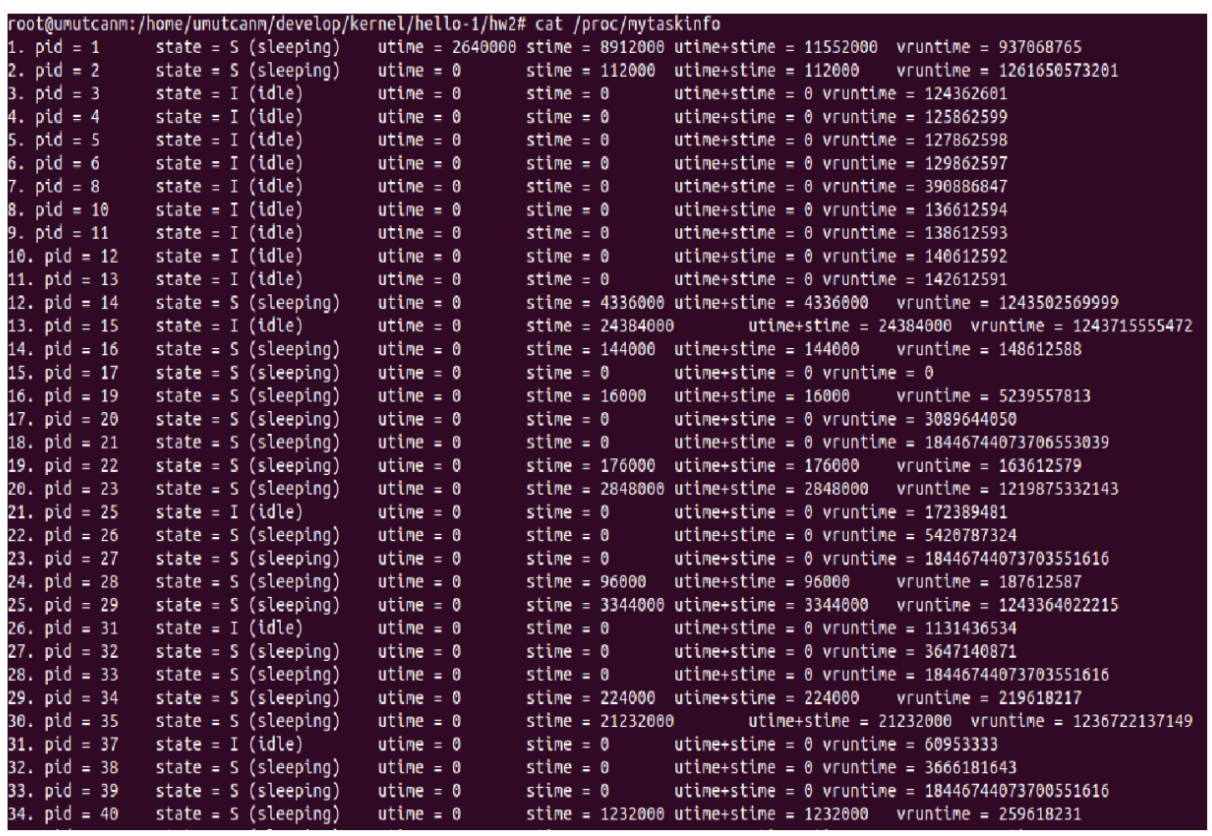 root@umutcanm:/home/umutcanm/develop/kernel/hello-1/hw2# cat /proc/mytaskinfo
1. pid = 1 state = S (sleeping) utime = 2640000 stime = 8912000 utime+stime = 11552000 vruntime = 937068765
2. pid = 2 state = S (sleeping) utime = 0 stime = 112000 utime+stime = 112000 vruntime = 1261650573201
3. pid = 3 state = I (idle) utime = 0 stime = 0 utime+stime = 0 vruntime = 124362601
4. pid = 4 state = I (idle) utime = 0 stime = 0 utime+stime = 0 vruntime = 125862599
5. pid = 5 state = I (idle) utime = 0 stime = 0 utime+stime = 0 vruntime = 127862598
6. pid = 6 state = I (idle) utime = 0 stime = 0 utime+stime = 0 vruntime = 129862597
7. pid = 8 state = I (idle) utime = 0 stime = 0 utime+stime = 0 vruntime = 390886847
8. pid = 10 state = I (idle) utime = 0 stime = 0 utime+stime = 0 vruntime = 136612594
9. pid = 11 state = I (idle) utime = 0 stime = 0 utime+stime = 0 vruntime = 138612593
10. pid = 12 state = I (idle) utime = 0 stime = 0 utime+stime = 0 vruntime = 140612592
11. pid = 13 state = I (idle) utime = 0 stime = 0 utime+stime = 0 vruntime = 142612591
12. pid = 14 state = S (sleeping) utime = 0 stime = 4336000 utime+stime = 4336000 vruntime = 1243502569999
13. pid = 15 state = I (idle) utime = 0 stime = 24384000 utime+stime = 24384000 vruntime = 1243715555472
14. pid = 16 state = S (sleeping) utime = 0 stime = 144000 utime+stime = 144000 vruntime = 148612588
15. pid = 17 state = S (sleeping) utime = 0 stime = 0 utime+stime = 0 vruntime = 0
16. pid = 19 state = S (sleeping) utime = 0 stime = 16000 utime+stime = 16000 vruntime = 5239557813
17. pid = 20 state = S (sleeping) utime = 0 stime = 0 utime+stime = 0 vruntime = 3089644050
18. pid = 21 state = S (sleeping) utime = 0 stime = 0 utime+stime = 0 vruntime = 18446744073706553039
19. pid = 22 state = S (sleeping) utime = 0 stime = 176000 utime+stime = 176000 vruntime = 163612579
20. pid = 23 state = S (sleeping) utime = 0 stime = 2848000 utime+stime = 2848000 vruntime = 1219875332143
21. pid = 25 state = I (idle) utime = 0 stime = 0 utime+stime = 0 vruntime = 172389481
22. pid = 26 state = S (sleeping) utime = 0 stime = 0 utime+stime = 0 vruntime = 5420787324
23. pid = 27 state = S (sleeping) utime = 0 stime = 0 utime+stime = 0 vruntime = 18446744073703551616
24. pid = 28 state = S (sleeping) utime = 0 stime = 96000 utime+stime = 96000 vruntime = 187612587
25. pid = 29 state = S (sleeping) utime = 0 stime = 3344000 utime+stime = 3344000 vruntime = 1243364022215
26. pid = 31 state = I (idle) utime = 0 stime = 0 utime+stime = 0 vruntime = 1131436534
27. pid = 32 state = S (sleeping) utime = 0 stime = 0 utime+stime = 0 vruntime = 3647140871
28. pid = 33 state = S (sleeping) utime = 0 stime = 0 utime+stime = 0 vruntime = 18446744073703551616
29. pid = 34 state = S (sleeping) utime = 0 stime = 224000 utime+stime = 224000 vruntime = 219618217
30. pid = 35 state = S (sleeping) utime = 0 stime = 21232000 utime+stime = 21232000 vruntime = 1236722137149
31. pid = 37 state = I (idle) utime = 0 stime = 0 utime+stime = 0 vruntime = 60953333
32. pid = 38 state = S (sleeping) utime = 0 stime = 0 utime+stime = 0 vruntime = 3666181643
33. pid = 39 state = S (sleeping) utime = 0 stime = 0 utime+stime = 0 vruntime = 18446744073700551616
34. pid = 40 state = S (sleeping) utime = 0 stime = 1232000 utime+stime = 1232000 vruntime = 259618231